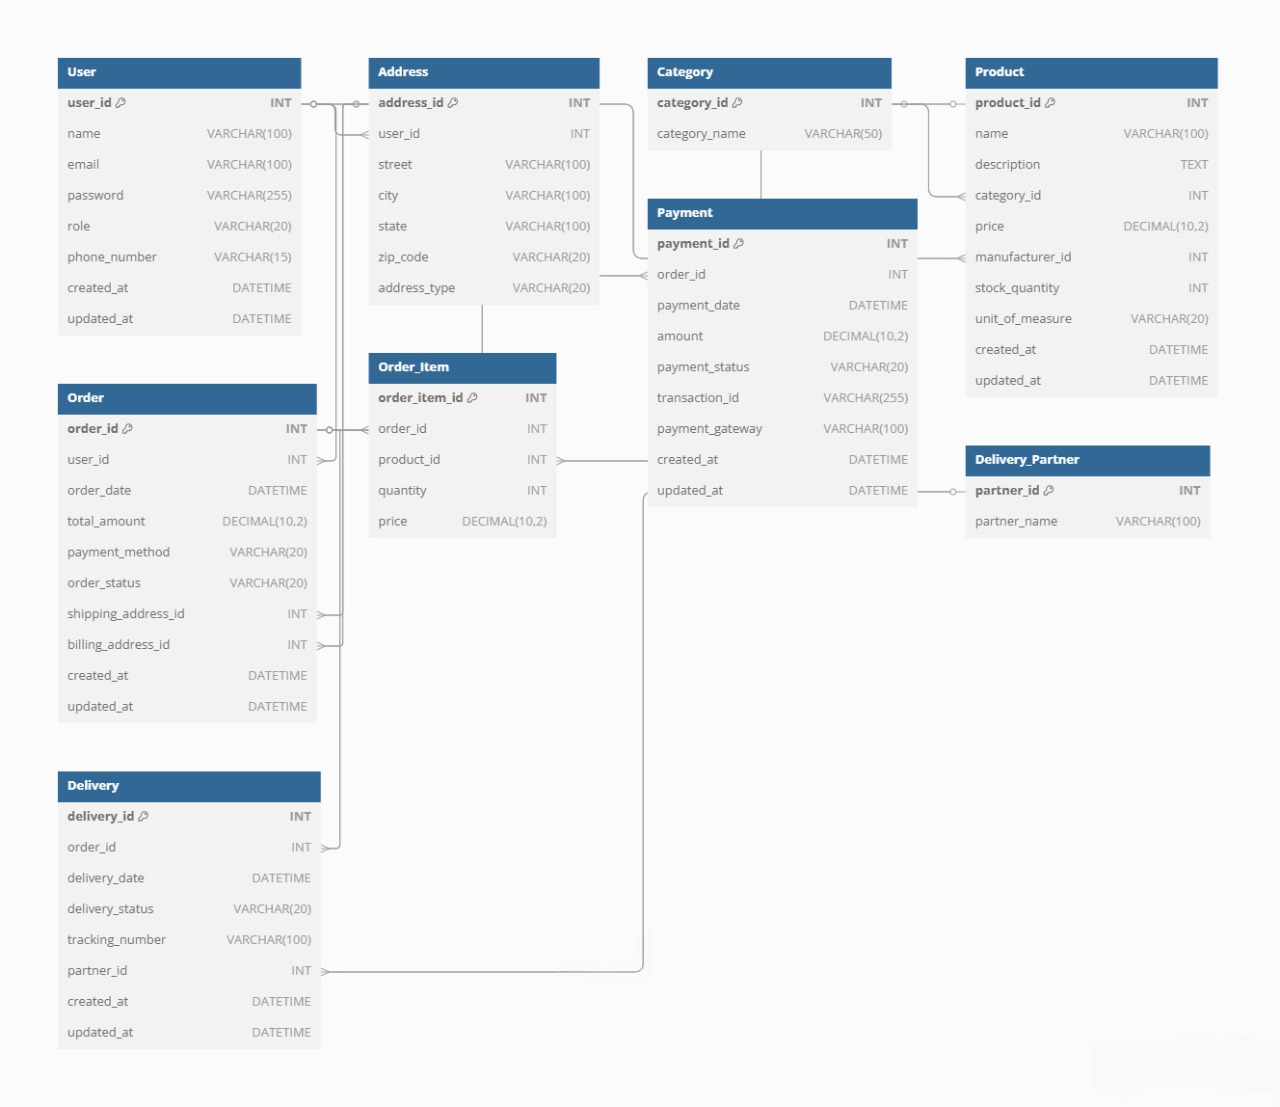 User
user_id INT
name VARCHAR(100)
email VARCHAR(100)
password VARCHAR(255)
role VARCHAR(20)
phone_number VARCHAR(15)
created_at DATETIME
updated_at DATETIME
Address
address_id INT
user_id INT
street VARCHAR(100)
city VARCHAR(100)
state VARCHAR(100)
zip_code VARCHAR(20)
address_type VARCHAR(20)
Category
category_id INT
category_name VARCHAR(50)
Product
product_id INT
name VARCHAR(100)
description TEXT
category_id INT
price DECIMAL(10,2)
manufacturer_id INT
stock_quantity INT
unit_of_measure VARCHAR(20)
created_at DATETIME
updated_at DATETIME
Payment
payment_id INT
order_id INT
payment_date DATETIME
amount DECIMAL(10,2)
payment_status VARCHAR(20)
transaction_id VARCHAR(255)
payment_gateway VARCHAR(100)
created_at DATETIME
updated_at DATETIME
Order
order_id INT
user_id INT
order_date DATETIME
total_amount DECIMAL(10,2)
payment_method VARCHAR(20)
order_status VARCHAR(20)
shipping_address_id INT
billing_address_id INT
created_at DATETIME
updated_at DATETIME
Order_Item
order_item_id INT
order_id INT
product_id INT
quantity INT
price DECIMAL(10,2)
Delivery_Partner
partner_id INT
partner_name VARCHAR(100)
Delivery
delivery_id INT
order_id INT
delivery_date DATETIME
delivery_status VARCHAR(20)
tracking_number VARCHAR(100)
partner_id INT
created_at DATETIME
updated_at DATETIME